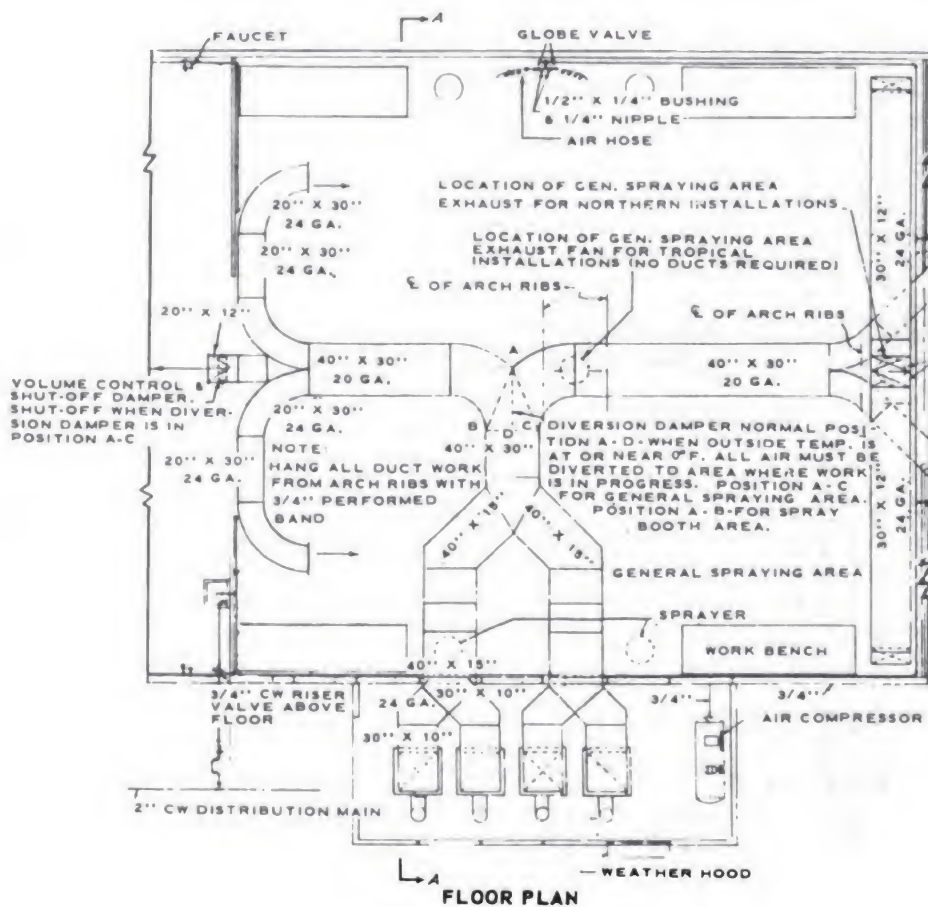 A
FAUCET
GLOBE VALVE
1/2'' X 1/4'' BUSHING
& 1/4'' NIPPLE
AIR HOSE
20'' X 30''
24 GA.
20'' X 30''
24 GA.
LOCATION OF GEN. SPRAYING AREA
EXHAUST FOR NORTHERN INSTALLATIONS
LOCATION OF GEN. SPRAYING AREA
EXHAUST FAN FOR TROPICAL
INSTALLATIONS (NO DUCTS REQUIRED)
30'' X 12''
24 GA.
℄ OF ARCH RIBS
℄ OF ARCH RIBS
20'' X 12''
A
40'' X 30''
20 GA.
40'' X 30''
20 GA.
VOLUME CONTROL &
SHUT-OFF DAMPER.
SHUT-OFF WHEN DIVER-
SION DAMPER IS IN
POSITION A-C
20'' X 30''
24 GA.
20'' X 30''
24 GA.
NOTE:
HANG ALL DUCT WORK
FROM ARCH RIBS WITH
3/4'' PERFORMED
BAND
B
D
C
40'' X 30''
DIVERSION DAMPER NORMAL POSI
TION A-D-WHEN OUTSIDE TEMP. IS
AT OR NEAR 0°F. ALL AIR MUST BE
DIVERTED TO AREA WHERE WORK
IS IN PROGRESS. POSITION A-C
FOR GENERAL SPRAYING AREA.
POSITION A-B-FOR SPRAY
BOOTH AREA.
30'' X 12''
24 GA.
40'' X 15''
40'' X 15''
GENERAL SPRAYING AREA
SPRAYER
WORK BENCH
40'' X 15''
24 GA.
30'' X 10''
30'' X 10''
3/4'' CW RISER
VALVE ABOVE
FLOOR
3/4''
3/4''
AIR COMPRESSOR
2'' CW DISTRIBUTION MAIN
WEATHER HOOD
A
FLOOR PLAN